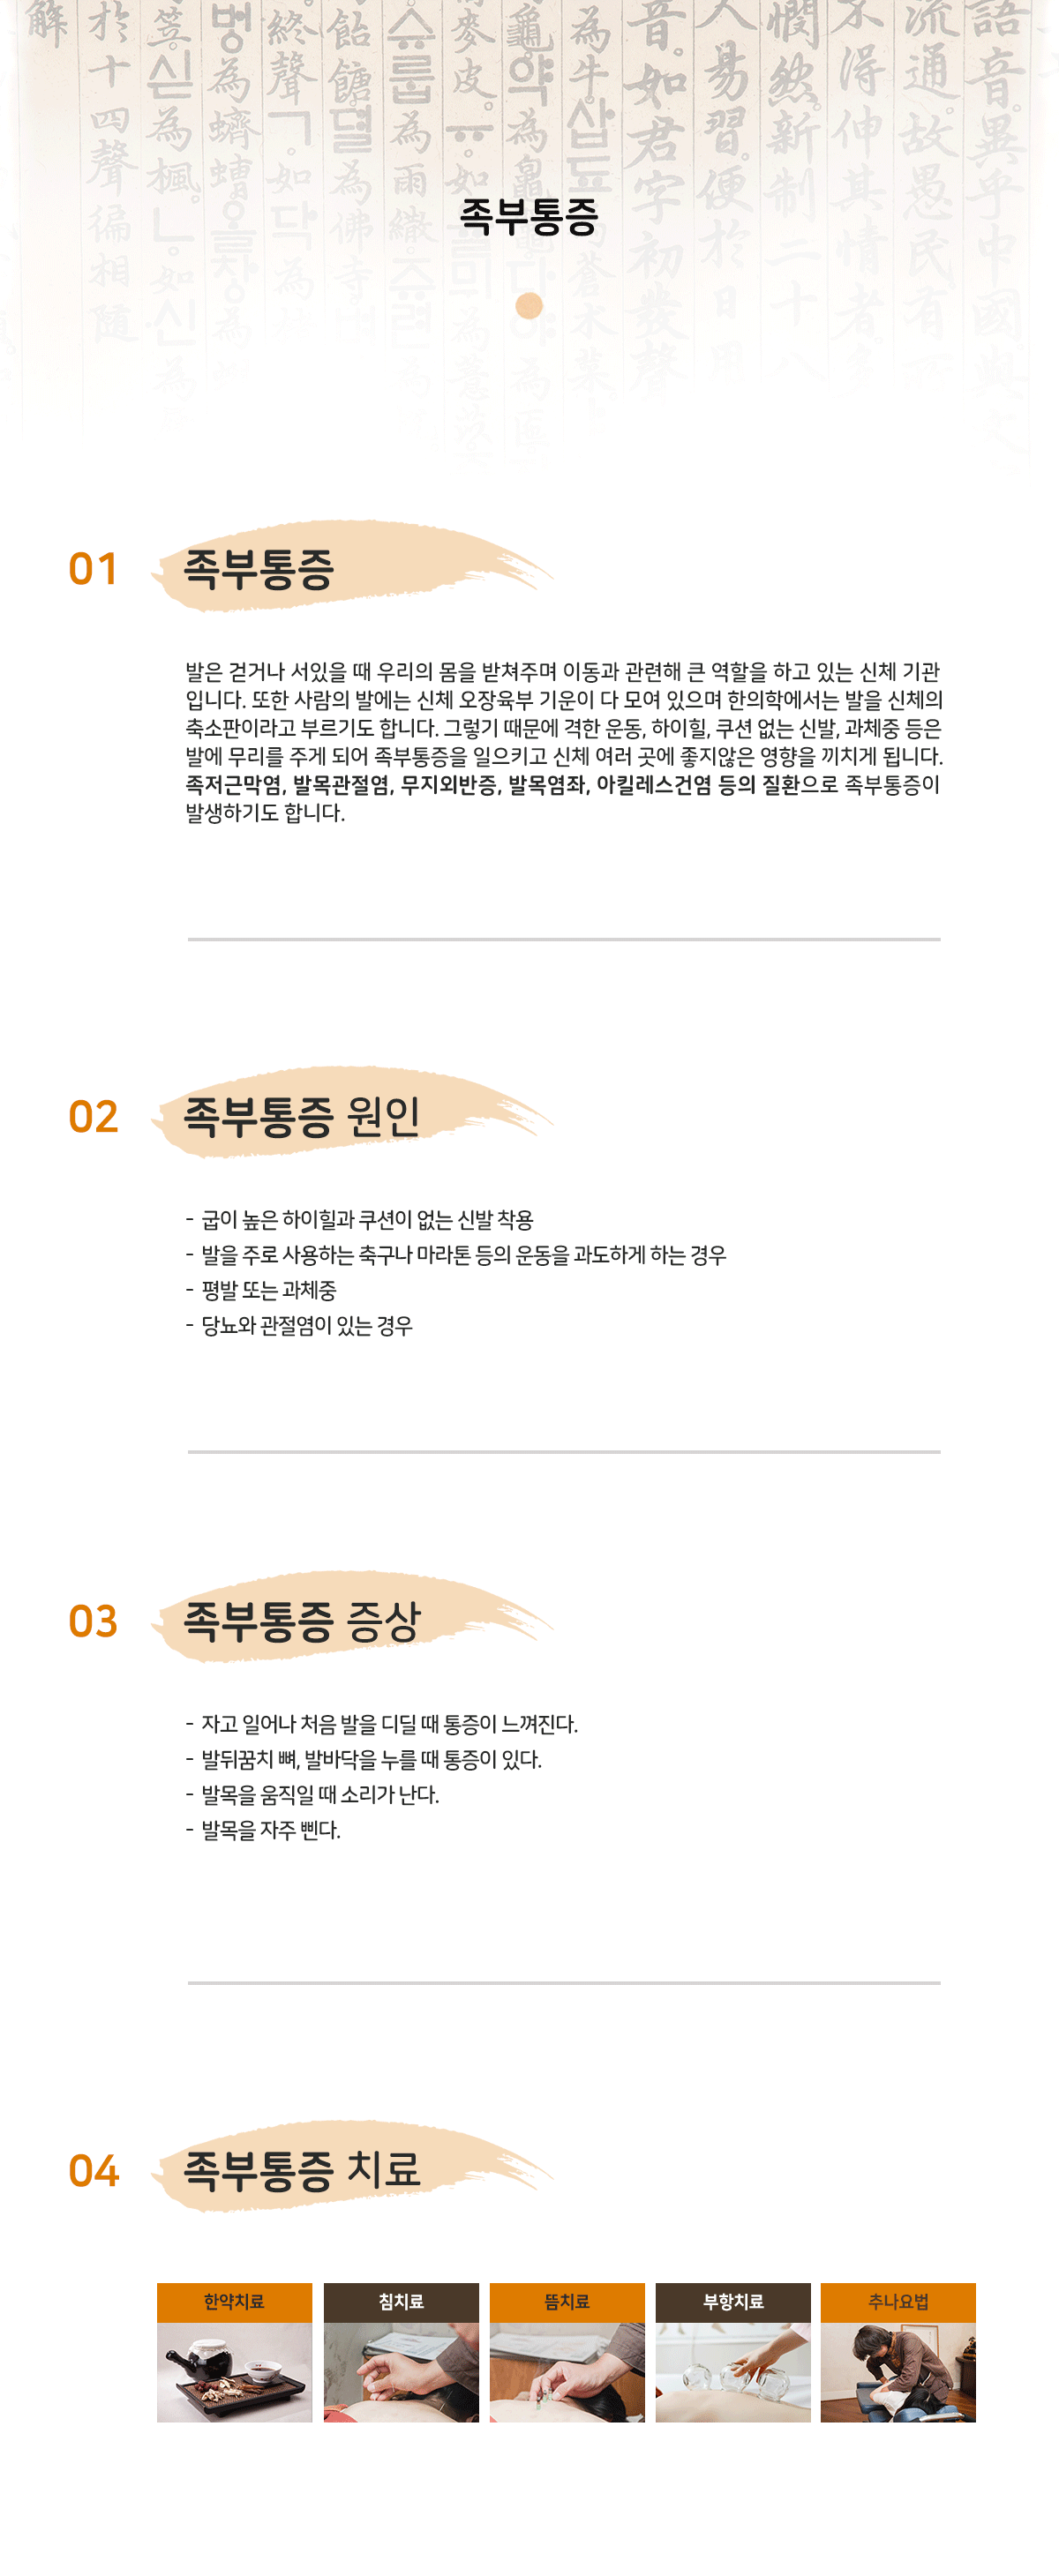 족부통증
01 족부통증
발은 걷거나 서있을 때 우리의 몸을 받쳐주며 이동과 관련해 큰 역할을 하고 있는 신체 기관
입니다. 또한 사람의 발에는 신체 오장육부 기운이 다 모여 있으며 한의학에서는 발을 신체의
축소판이라고 부르기도 합니다. 그렇기 때문에 격한 운동, 하이힐, 쿠션 없는 신발, 과체중 등은
발에 무리를 주게 되어 족부통증을 일으키고 신체 여러 곳에 좋지않은 영향을 끼치게 됩니다.
족저근막염, 발목관절염, 무지외반증, 발목염좌, 아킬레스건염 등의 질환으로 족부통증이
발생하기도 합니다.
02 족부통증 원인
- 굽이 높은 하이힐과 쿠션이 없는 신발 착용
- 발을 주로 사용하는 축구나 마라톤 등의 운동을 과도하게 하는 경우
- 평발 또는 과체중
- 당뇨와 관절염이 있는 경우
03 족부통증 증상
- 자고 일어나 처음 발을 디딜 때 통증이 느껴진다.
- 발뒤꿈치 뼈, 발바닥을 누를 때 통증이 있다.
- 발목을 움직일 때 소리가 난다.
- 발목을 자주 삔다.
04 족부통증 치료
한약치료 침치료 뜸치료 부항치료 추나요법